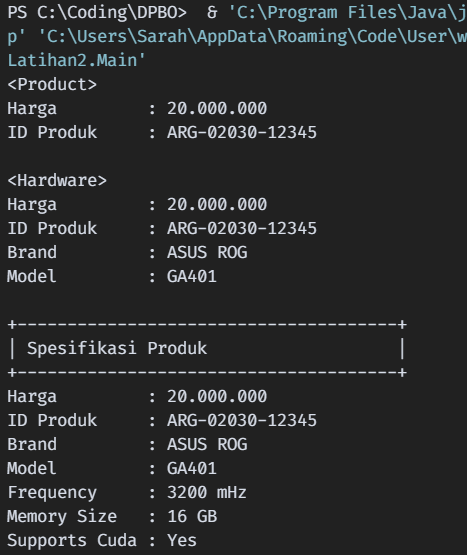 PS C:\Coding\DPBO>  & 'C:\Program Files\Java\j
p' 'C:\Users\Sarah\AppData\Roaming\Code\User\w
Latihan2.Main'
<Product>
Harga         : 20.000.000
ID Produk     : ARG-02030-12345

<Hardware>
Harga         : 20.000.000
ID Produk     : ARG-02030-12345
Brand         : ASUS ROG
Model         : GA401

+--------------------------------------+
| Spesifikasi Produk                   |
+--------------------------------------+
Harga         : 20.000.000
ID Produk     : ARG-02030-12345
Brand         : ASUS ROG
Model         : GA401
Frequency     : 3200 mHz
Memory Size   : 16 GB
Supports Cuda : Yes